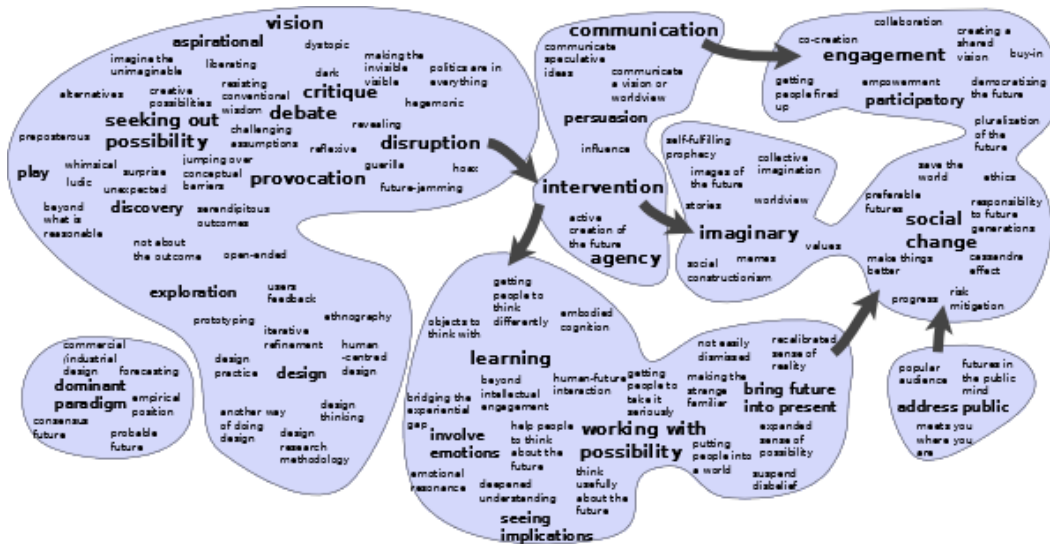 vision
aspirational
dystopic
imagine the
unimaginable
liberating
making the
invisible
visible
politics are in
everything
dark
resisting
conventional
wisdom
critique
alternatives
creative
possibilities
hegemonic
debate
seeking out
possibility
challenging
assumptions
revealing
preposterous
reflexive
disruption
play
whimsical
ludic
surprise
unexpected
jumping over
conceptual
barriers
guerilla
hoax
provocation
future-jamming
beyond
what is
reasonable
discovery
serendipitous
outcomes
not about
the outcome
open-ended
exploration
users
feedback
prototyping
iterative
refinement
ethnography
human
-centred
design
design
practice
design
another way
of doing
design
design
thinking
design
research
methodology
commercial
/industrial
design
forecasting
dominant
paradigm
empirical
position
consensus
future
probable
future
communication
communicate
speculative
ideas
communicate
a vision or
worldview
persuasion
influence
intervention
active
creation of
the future
agency
self-fulfilling
prophecy
collective
imagination
images of
the future
stories
worldview
imaginary
values
social
constructionism
memes
collaboration
co-creation
creating a
shared
vision
buy-in
engagement
getting
people fired
up
empowerment
participatory
democratizing
the future
pluralization
of the
future
save the
world
ethics
preferable
futures
responsibility
to future
generations
social
change
make things
better
cassandra
effect
progress
risk
mitigation
popular
audience
futures in
the public
mind
address public
meets you
where you
are
getting
people to
think
differently
objects to
think with
embodied
cognition
learning
beyond
intellectual
engagement
human-future
interaction
getting
people to
take it
seriously
bridging the
experiential
gap
involve
emotions
help people
to think
about the
future
working with
possibility
emotional
resonance
deepened
understanding
think
usefully
about the
future
seeing
implications
not easily
dismissed
recalibrated
sense of
reality
making the
strange
familiar
bring future
into present
expanded
sense of
possibility
putting
people into
a world
suspend
disbelief